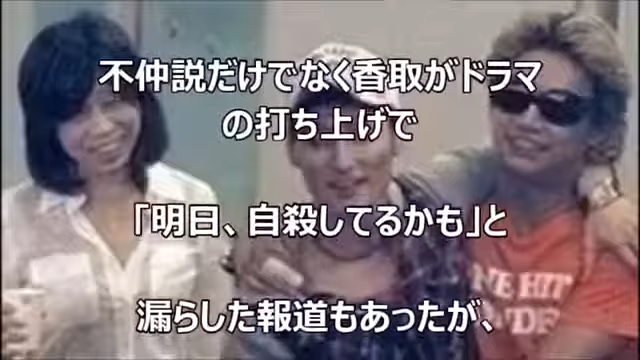 不仲説だけでなく香取がドラマ
の打ち上げで
「明日、自殺してるかも」と
漏らした報道もあったが、
NE HIT